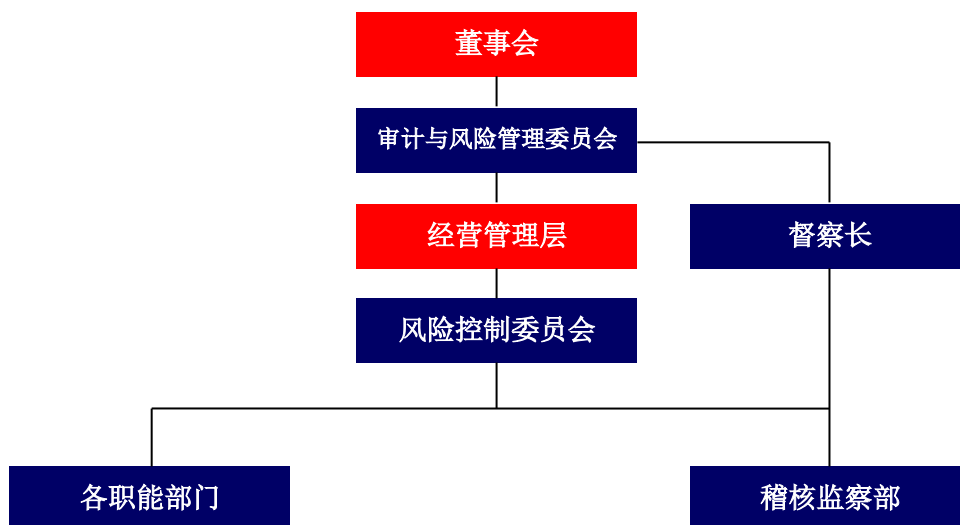 董事会
审计与风险管理委员会
经营管理层
督察长
风险控制委员会
各职能部门
稽核监察部